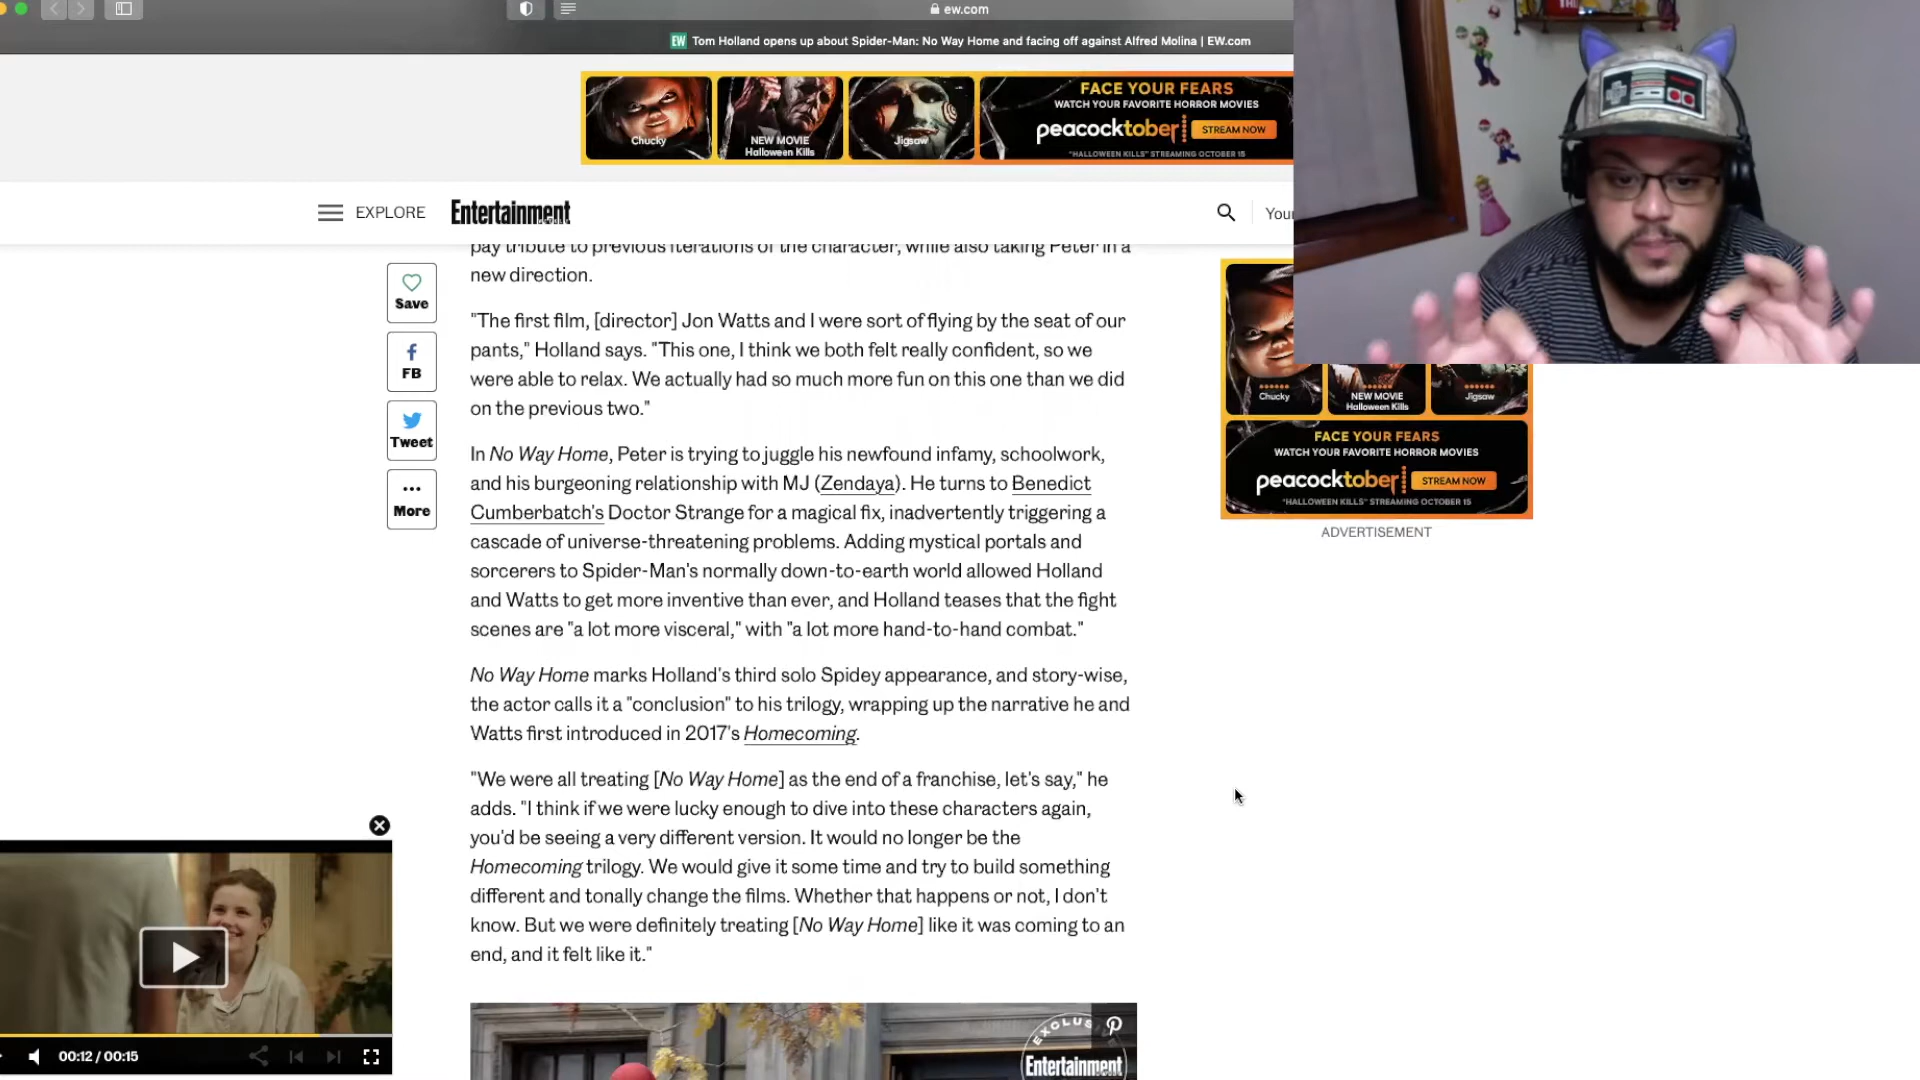 ew.com
EW Tom Holland opens up about Spider-Man: No Way Home and facing off against Alfred Molina | EW.com
Chucky
NEW MOVIE
Halloween Kills
Jigsaw
FACE YOUR FEARS
WATCH YOUR FAVORITE HORROR MOVIES
peacocktober
STREAM NOW
"HALLOWEEN KILLS" STREAMING OCTOBER 15
EXPLORE
Entertainment
You
pay tribute to previous iterations of the character, while also taking Peter in a
new direction.
Save
FB
Tweet
More
"The first film, [director] Jon Watts and I were sort of flying by the seat of our
pants," Holland says. "This one, I think we both felt really confident, so we
were able to relax. We actually had so much more fun on this one than we did
on the previous two."
In No Way Home, Peter is trying to juggle his newfound infamy, schoolwork,
and his burgeoning relationship with MJ (Zendaya). He turns to Benedict
Cumberbatch's Doctor Strange for a magical fix, inadvertently triggering a
cascade of universe-threatening problems. Adding mystical portals and
sorcerers to Spider-Man's normally down-to-earth world allowed Holland
and Watts to get more inventive than ever, and Holland teases that the fight
scenes are "a lot more visceral," with "a lot more hand-to-hand combat."
No Way Home marks Holland's third solo Spidey appearance, and story-wise,
the actor calls it a "conclusion" to his trilogy, wrapping up the narrative he and
Watts first introduced in 2017's Homecoming.
"We were all treating [No Way Home] as the end of a franchise, let's say," he
adds. "I think if we were lucky enough to dive into these characters again,
you'd be seeing a very different version. It would no longer be the
Homecoming trilogy. We would give it some time and try to build something
different and tonally change the films. Whether that happens or not, I don't
know. But we were definitely treating [No Way Home] like it was coming to an
end, and it felt like it."
Chucky
NEW MOVIE
Halloween Kills
Jigsaw
FACE YOUR FEARS
WATCH YOUR FAVORITE HORROR MOVIES
peacocktober
STREAM NOW
"HALLOWEEN KILLS" STREAMING OCTOBER 15
ADVERTISEMENT
00:12 / 00:15
EXCLUS
Entertainment